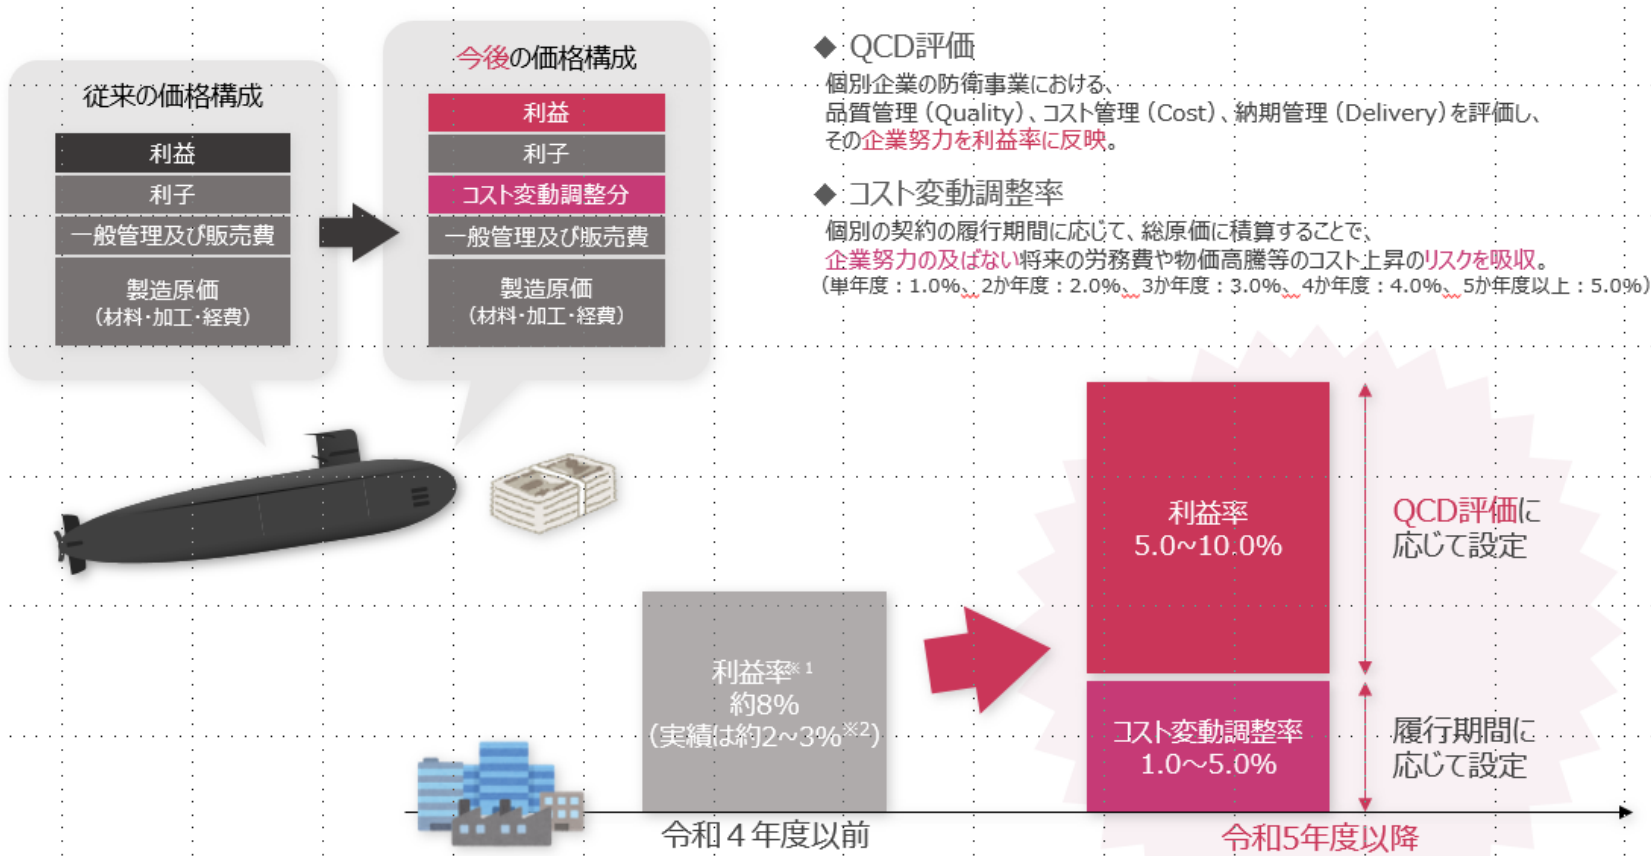 従来の価格構成
利益
利子
一般管理及び販売費
製造原価
（材料・加工・経費）
今後の価格構成
利益
利子
コスト変動調整分
一般管理及び販売費
製造原価
（材料・加工・経費）
◆ QCD評価
個別企業の防衛事業における、
品質管理（Quality）、コスト管理（Cost）、納期管理（Delivery）を評価し、
その企業努力を利益率に反映。
◆ コスト変動調整率
個別の契約の履行期間に応じて、総原価に積算することで、
企業努力の及ばない将来の労務費や物価高騰等のコスト上昇のリスクを吸収。
（単年度：1.0%、2か年度：2.0%、3か年度：3.0%、4か年度：4.0%、5か年度以上：5.0%）
利益率※1
約8%
（実績は約2~3%※2）
令和４年度以前
利益率
5.0~10.0%
QCD評価に
応じて設定
コスト変動調整率
1.0～5.0%
履行期間に
応じて設定
令和5年度以降